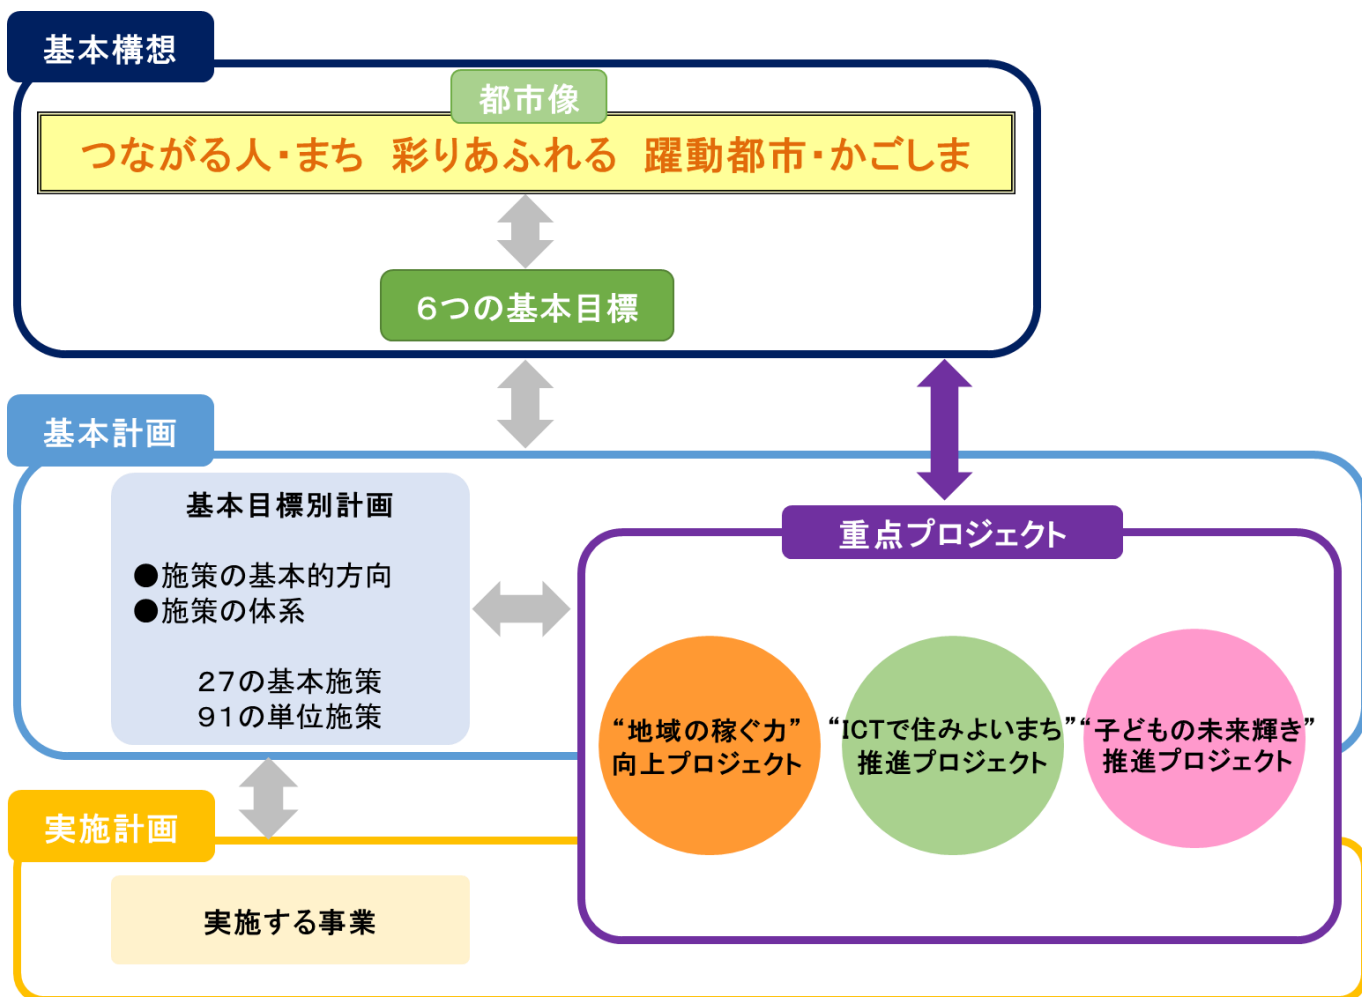 基本構想
都市像
つながる人・まち　彩りあふれる　躍動都市・かごしま
６つの基本目標
基本計画
基本目標別計画
●施策の基本的方向
●施策の体系
２７の基本施策
９１の単位施策
重点プロジェクト
“地域の稼ぐ力”
向上プロジェクト
“ICTで住みよいまち”
推進プロジェクト
“子どもの未来輝き”
推進プロジェクト
実施計画
実施する事業